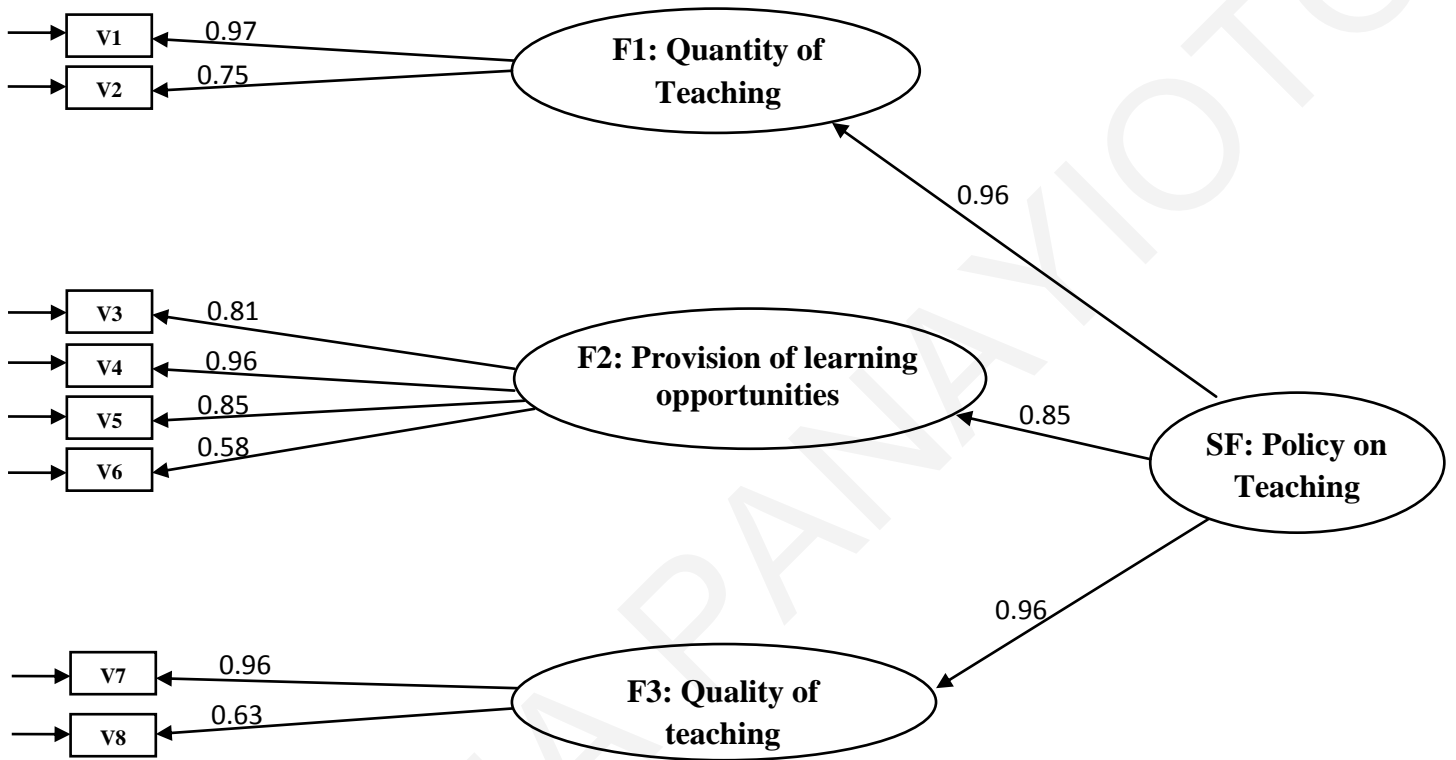 V1
0.97
V2
0.75
F1: Quantity of
Teaching
0.96
V3
0.81
V4
0.96
V5
0.85
V6
0.58
F2: Provision of learning
opportunities
0.85
SF: Policy on
Teaching
0.96
V7
0.96
V8
0.63
F3: Quality of
teaching
PANAYIOTO